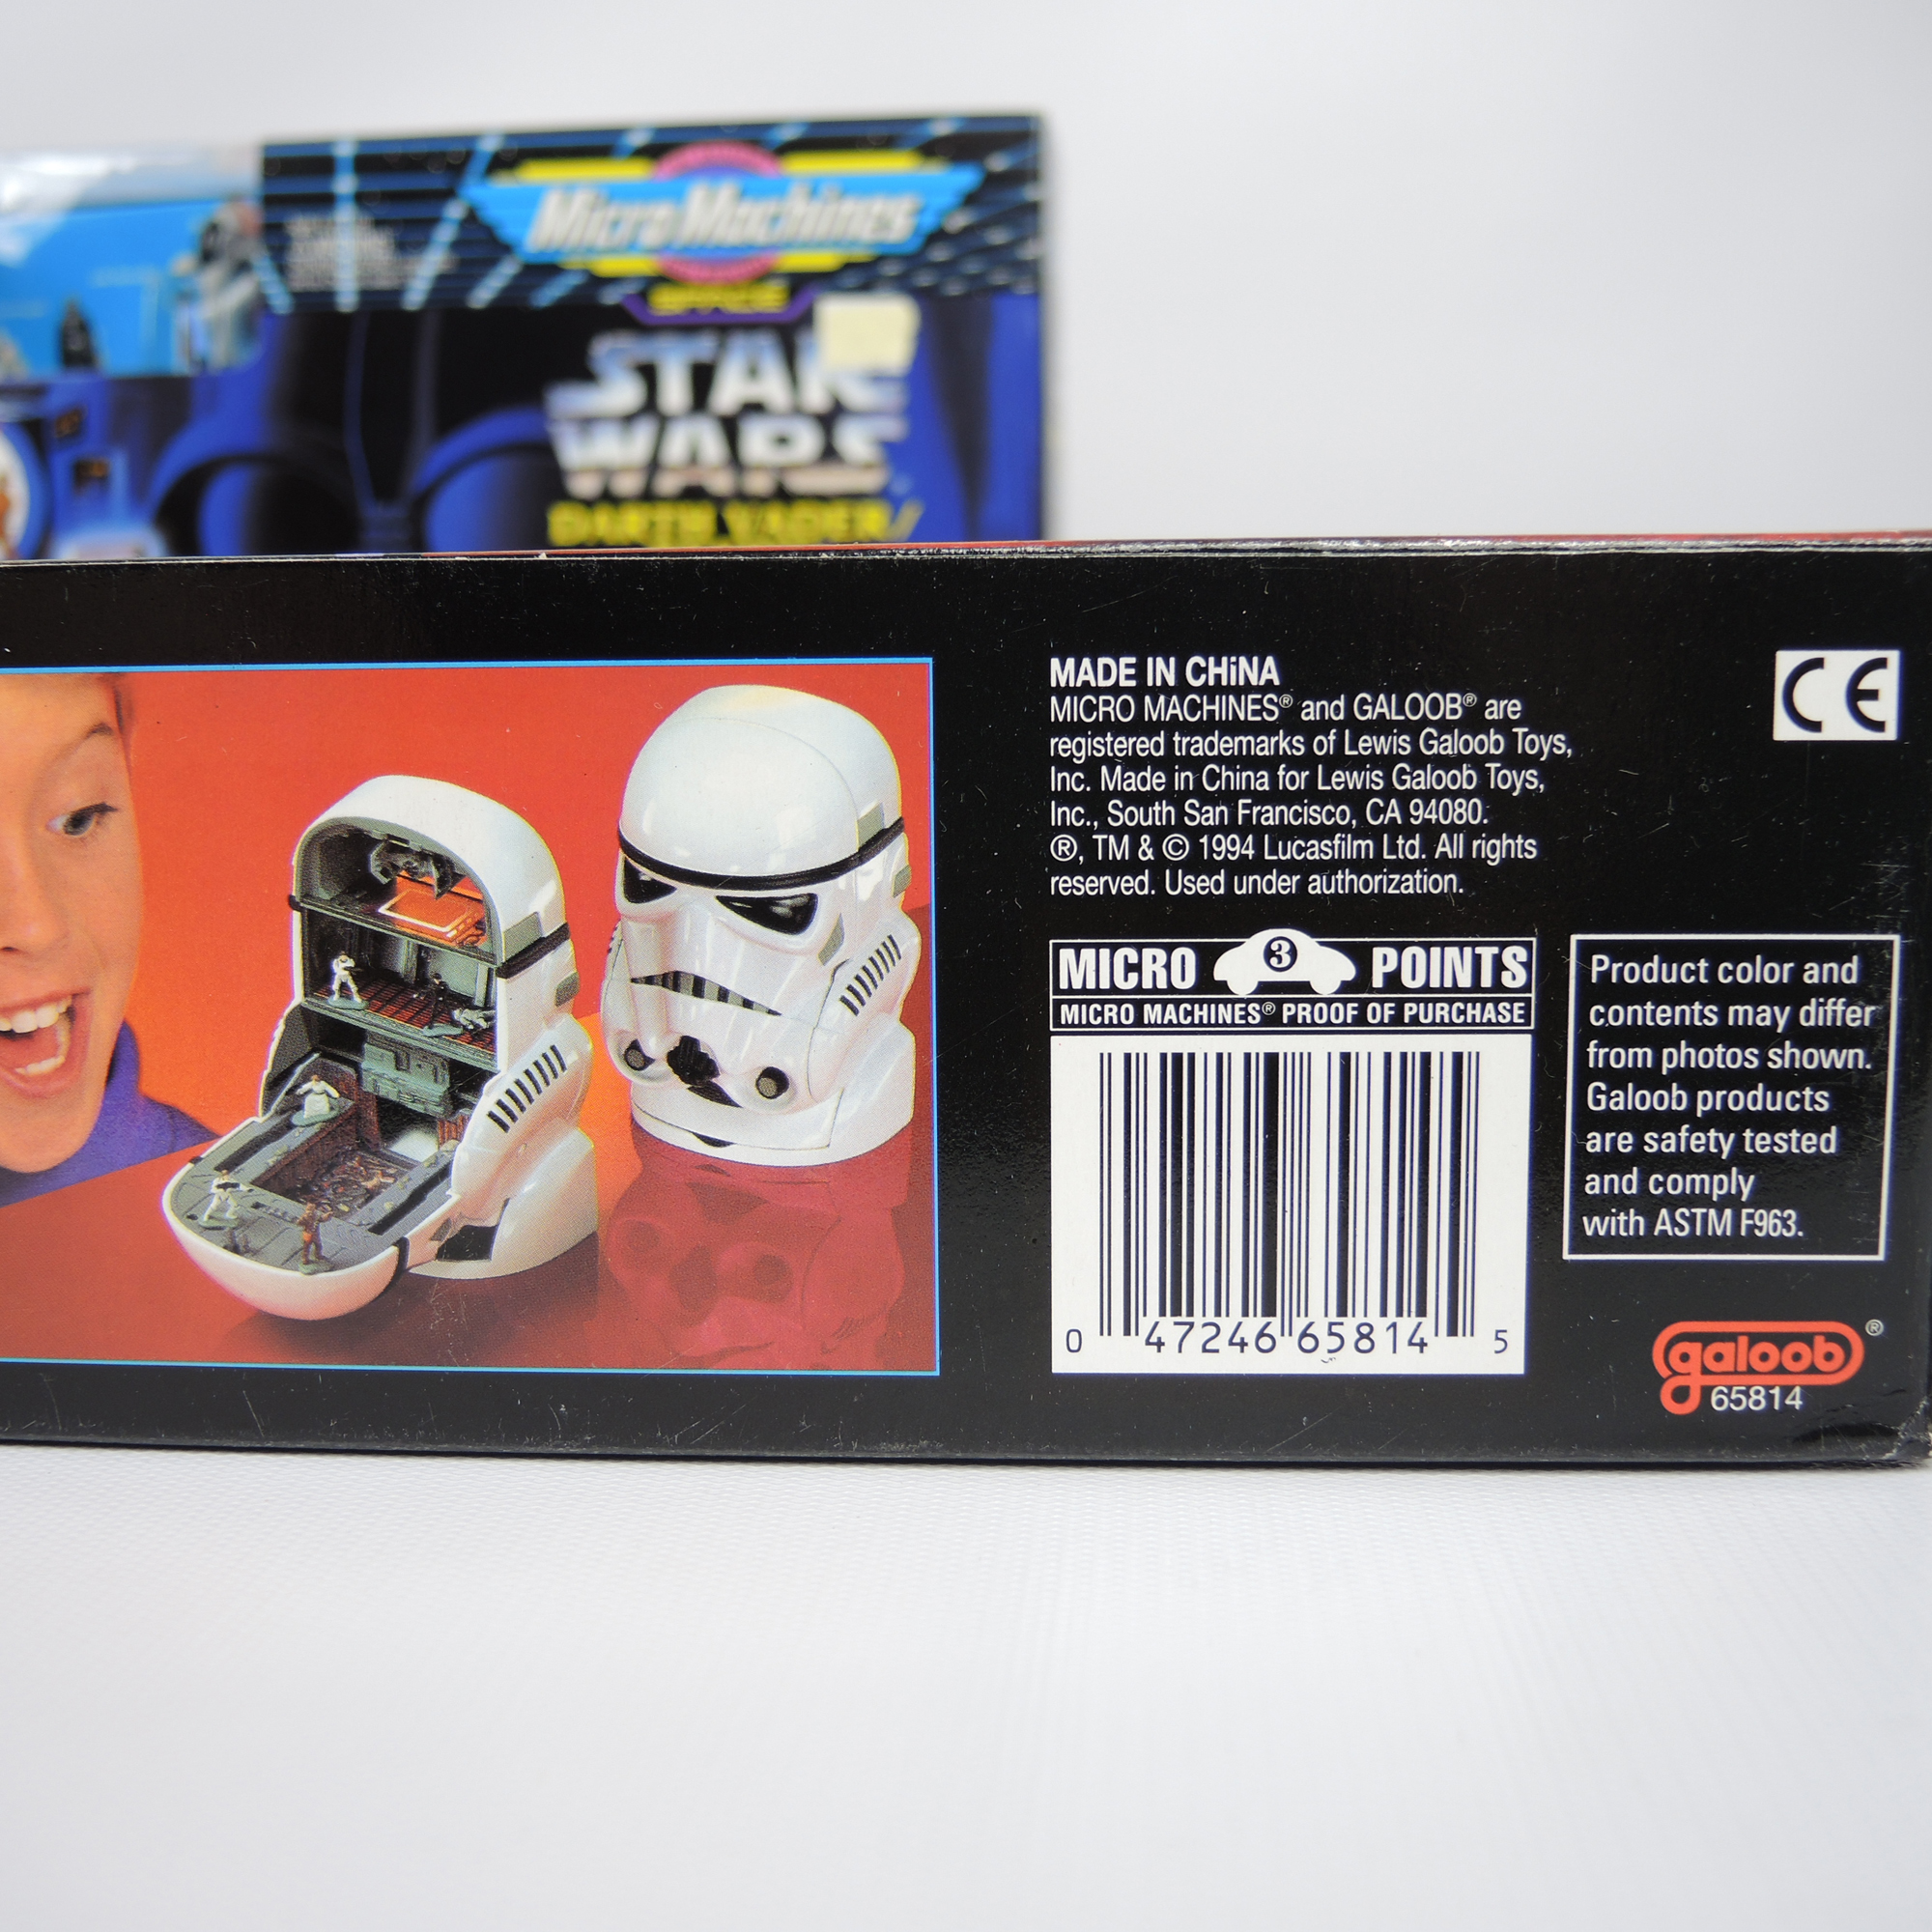 Micro Machines
SPACE
STAR
WARS
DARTH VADER/
MADE IN CHiNA
MICRO MACHINES® and GALOOB® are
registered trademarks of Lewis Galoob Toys,
Inc. Made in China for Lewis Galoob Toys,
Inc., South San Francisco, CA 94080.
®, TM & © 1994 Lucasfilm Ltd. All rights
reserved. Used under authorization.
CE
MICRO 3 POINTS
MICRO MACHINES® PROOF OF PURCHASE
0 47246 65814 5
Product color and
contents may differ
from photos shown.
Galoob products
are safety tested
and comply
with ASTM F963.
galoob®
65814